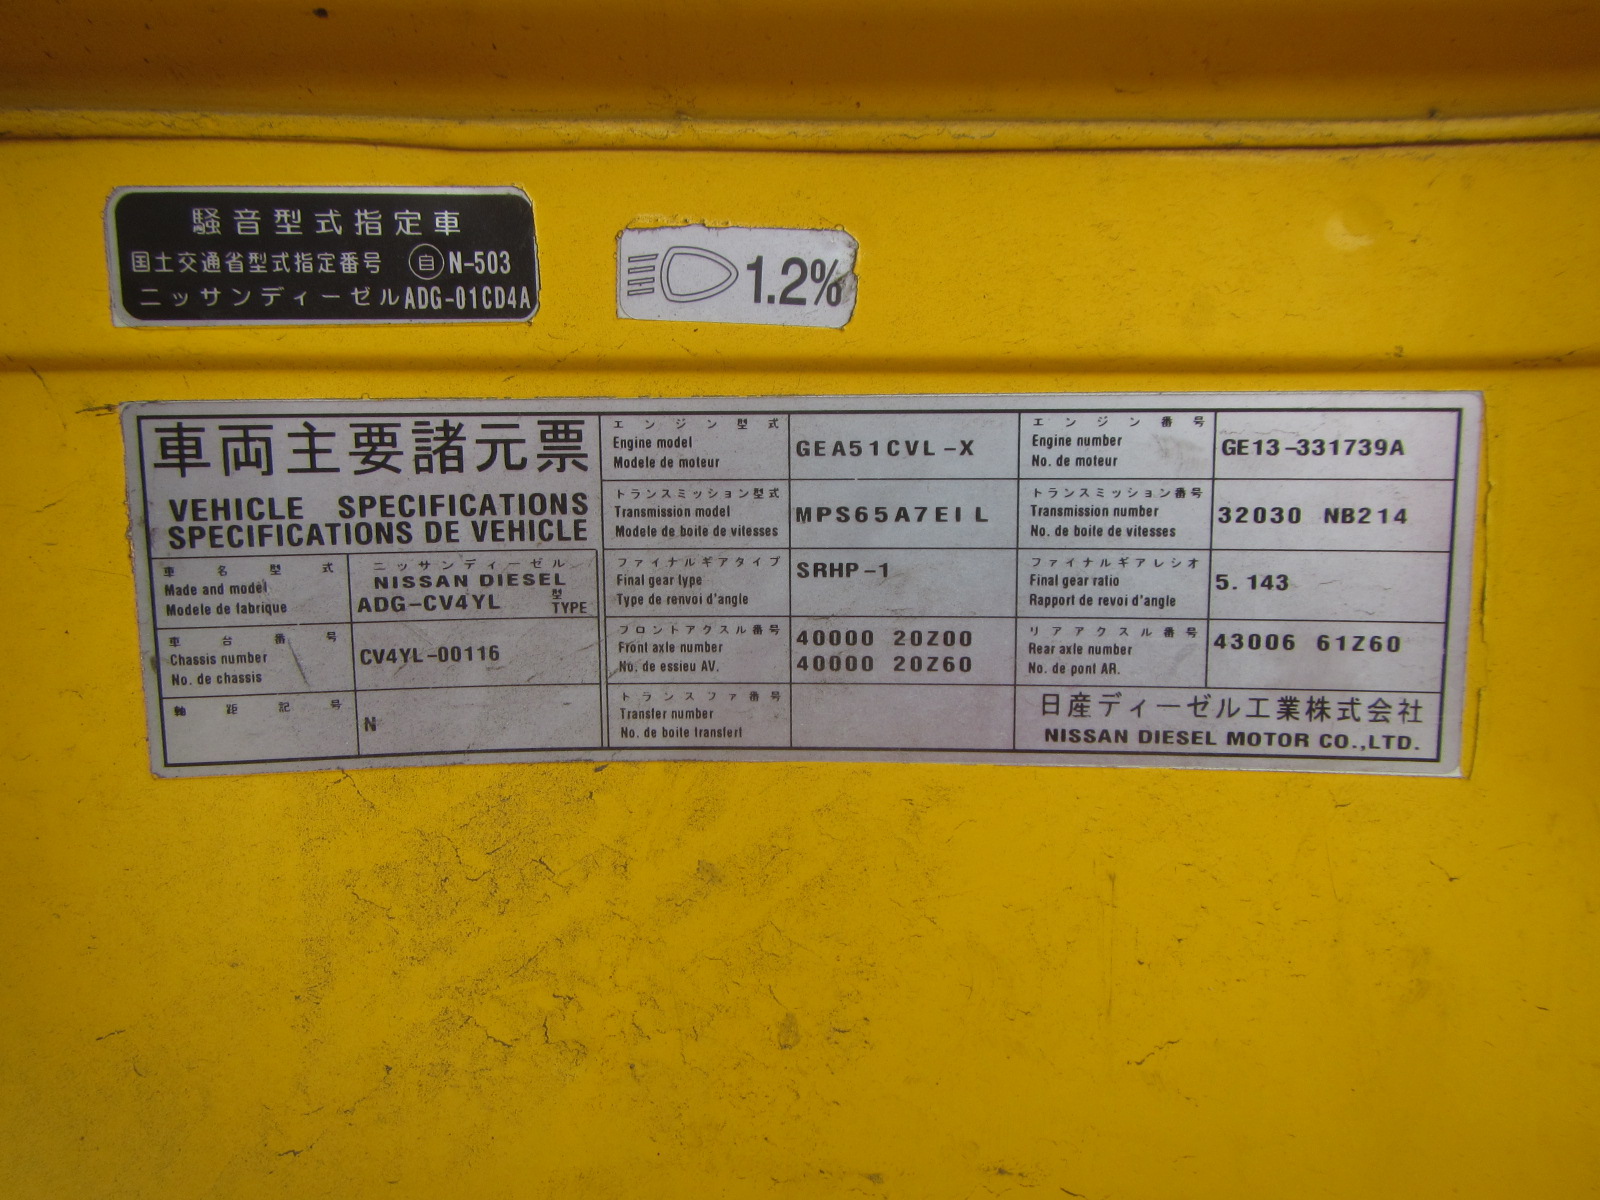 騒音型式指定車
国土交通省型式指定番号 自 N-503
ニッサンディーゼルADG-01CD4A
1.2%
車両主要諸元票
VEHICLE SPECIFICATIONS
SPECIFICATIONS DE VEHICLE
車名型式
Made and model
Modele de fabrique
ニッサンディーゼル
NISSAN DIESEL
ADG-CV4YL 型 TYPE
車台番号
Chassis number
No. de chassis
CV4YL-00116
軸距記号
N
エンジン型式
Engine model
Modele de moteur
GEA51CVL-X
エンジン番号
Engine number
No. de moteur
GE13-331739A
トランスミッション型式
Transmission model
Modele de boite de vitesses
MPS65A7EIL
トランスミッション番号
Transmission number
No. de boite de vitesses
32030 NB214
ファイナルギアタイプ
Final gear type
Type de renvoi d'angle
SRHP-1
ファイナルギアレシオ
Final gear ratio
Rapport de revoi d'angle
5.143
フロントアクスル番号
Front axle number
No. de essieu AV.
40000 20Z00
40000 20Z60
リアアクスル番号
Rear axle number
No. de pont AR.
43006 61Z60
トランスファ番号
Transfer number
No. de boite transfert
日産ディーゼル工業株式会社
NISSAN DIESEL MOTOR CO.,LTD.